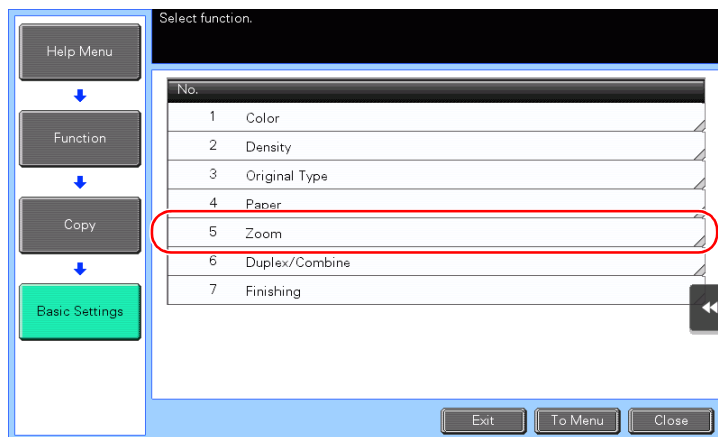 Select function.
Help Menu
Function
Copy
Basic Settings
No.
1 Color
2 Density
3 Original Type
4 Paper
5 Zoom
6 Duplex/Combine
7 Finishing
Exit To Menu Close